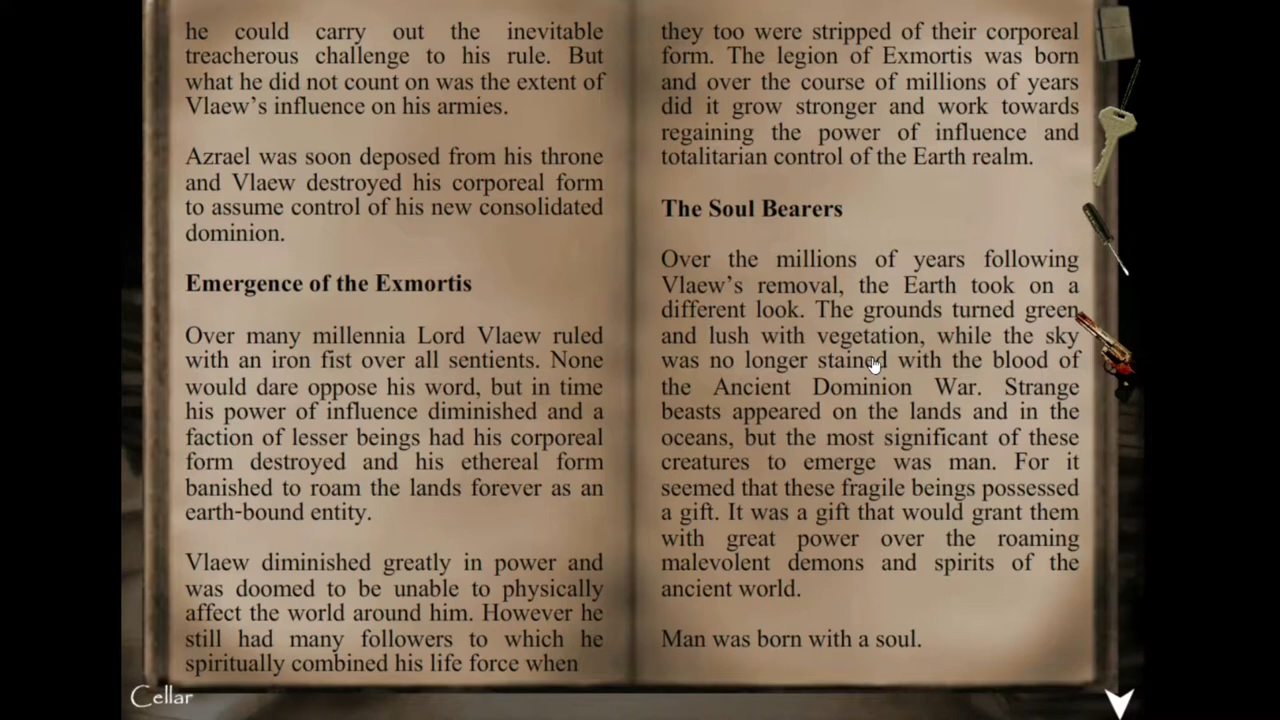 he could carry out the inevitable
treacherous challenge to his rule. But
what he did not count on was the extent of
Vlaew's influence on his armies.
Azrael was soon deposed from his throne
and Vlaew destroyed his corporeal form
to assume control of his new consolidated
dominion.
Emergence of the Exmortis
Over many millennia Lord Vlaew ruled
with an iron fist over all sentients. None
would dare oppose his word, but in time
his power of influence diminished and a
faction of lesser beings had his corporeal
form destroyed and his ethereal form
banished to roam the lands forever as an
earth-bound entity.
Vlaew diminished greatly in power and
was doomed to be unable to physically
affect the world around him. However he
still had many followers to which he
spiritually combined his life force when
they too were stripped of their corporeal
form. The legion of Exmortis was born
and over the course of millions of years
did it grow stronger and work towards
regaining the power of influence and
totalitarian control of the Earth realm.
The Soul Bearers
Over the millions of years following
Vlaew's removal, the Earth took on a
different look. The grounds turned green
and lush with vegetation, while the sky
was no longer stained with the blood of
the Ancient Dominion War. Strange
beasts appeared on the lands and in the
oceans, but the most significant of these
creatures to emerge was man. For it
seemed that these fragile beings possessed
a gift. It was a gift that would grant them
with great power over the roaming
malevolent demons and spirits of the
ancient world.
Man was born with a soul.
Cellar